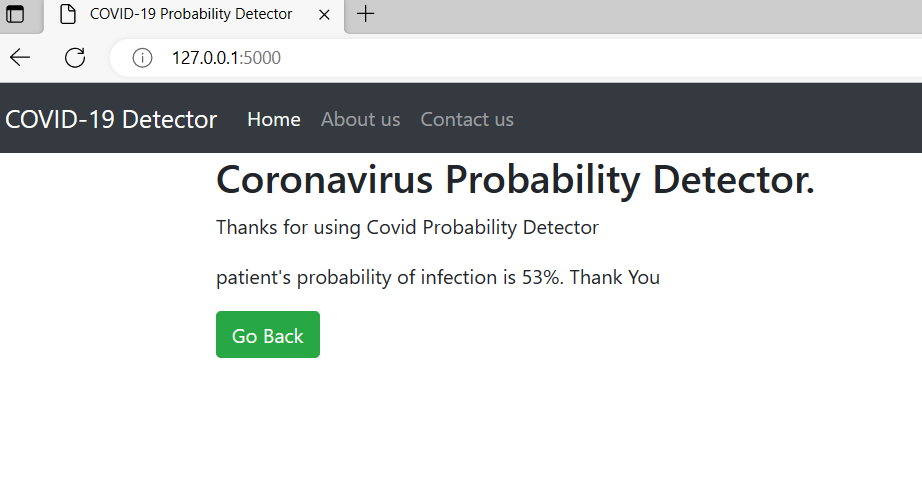 COVID-19 Probability Detector
127.0.0.1:5000
COVID-19 Detector Home About us Contact us
Coronavirus Probability Detector.
Thanks for using Covid Probability Detector
patient's probability of infection is 53%. Thank You
Go Back